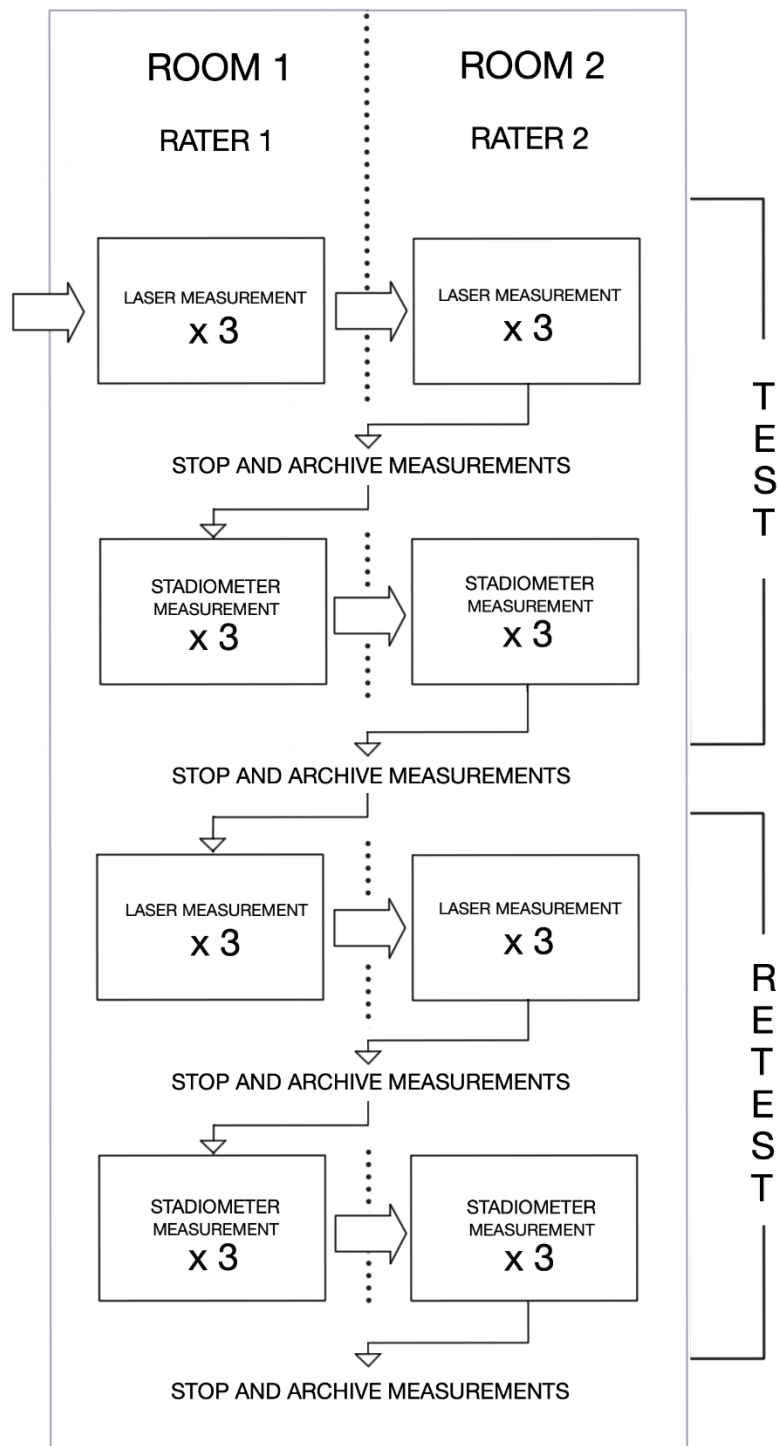 ROOM 1
ROOM 2
RATER 1
RATER 2
LASER MEASUREMENT
x 3
LASER MEASUREMENT
x 3
STOP AND ARCHIVE MEASUREMENTS
STADIOMETER
MEASUREMENT
x 3
STADIOMETER
MEASUREMENT
x 3
TEST
STOP AND ARCHIVE MEASUREMENTS
LASER MEASUREMENT
x 3
LASER MEASUREMENT
x 3
STOP AND ARCHIVE MEASUREMENTS
STADIOMETER
MEASUREMENT
x 3
STADIOMETER
MEASUREMENT
x 3
RETEST
STOP AND ARCHIVE MEASUREMENTS